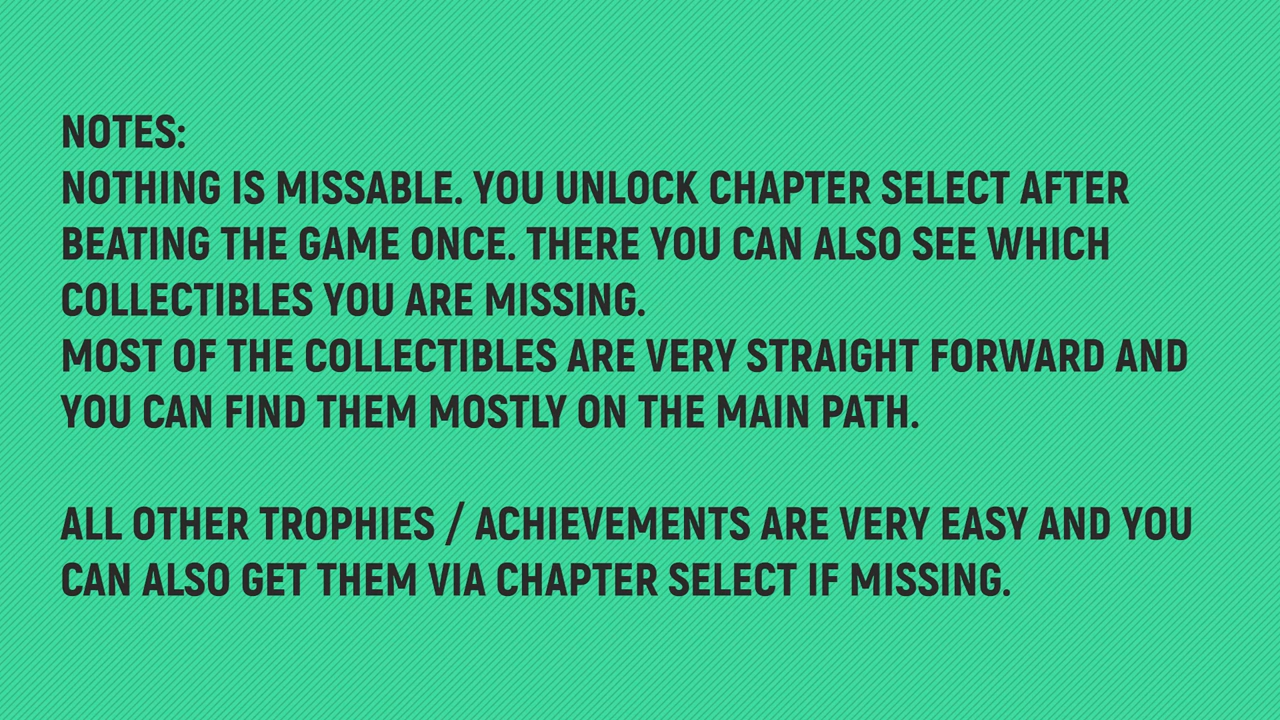 NOTES:
NOTHING IS MISSABLE. YOU UNLOCK CHAPTER SELECT AFTER
BEATING THE GAME ONCE. THERE YOU CAN ALSO SEE WHICH
COLLECTIBLES YOU ARE MISSING.
MOST OF THE COLLECTIBLES ARE VERY STRAIGHT FORWARD AND
YOU CAN FIND THEM MOSTLY ON THE MAIN PATH.
ALL OTHER TROPHIES / ACHIEVEMENTS ARE VERY EASY AND YOU
CAN ALSO GET THEM VIA CHAPTER SELECT IF MISSING.